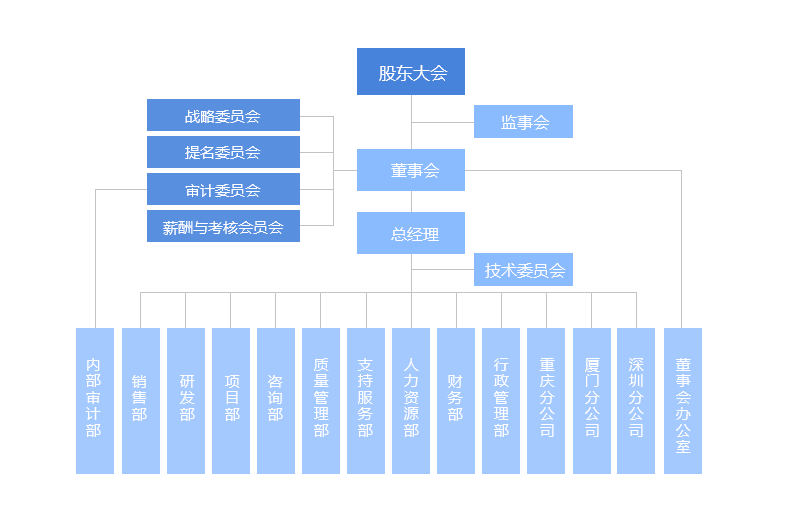 股东大会
监事会
战略委员会
提名委员会
审计委员会
薪酬与考核会员会
董事会
总经理
技术委员会
内部审计部
销售部
研发部
项目部
咨询部
质量管理部
支持服务部
人力资源部
财务部
行政管理部
重庆分公司
厦门分公司
深圳分公司
董事会办公室